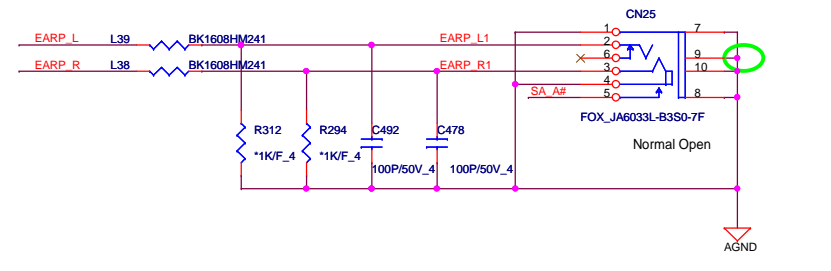 CN25
EARP_L
L39
BK1608HM241
EARP_L1
1
7
2
6
9
EARP_R
L38
BK1608HM241
EARP_R1
3
10
4
SA_A#
5
8
FOX_JA6033L-B3S0-7F
R312
R294
C492
C478
Normal Open
*1K/F_4
*1K/F_4
100P/50V_4
100P/50V_4
AGND